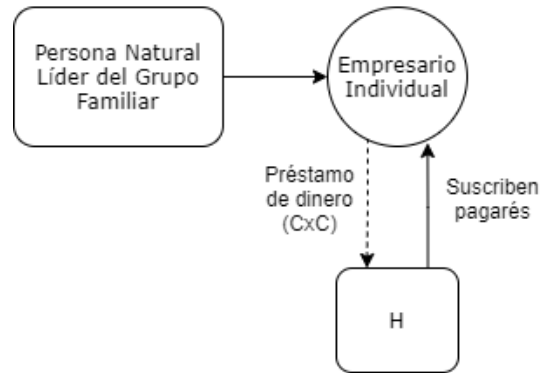 Persona Natural
Líder del Grupo
Familiar
Empresario
Individual
Préstamo
de dinero
(CxC)
Suscriben
pagarés
H